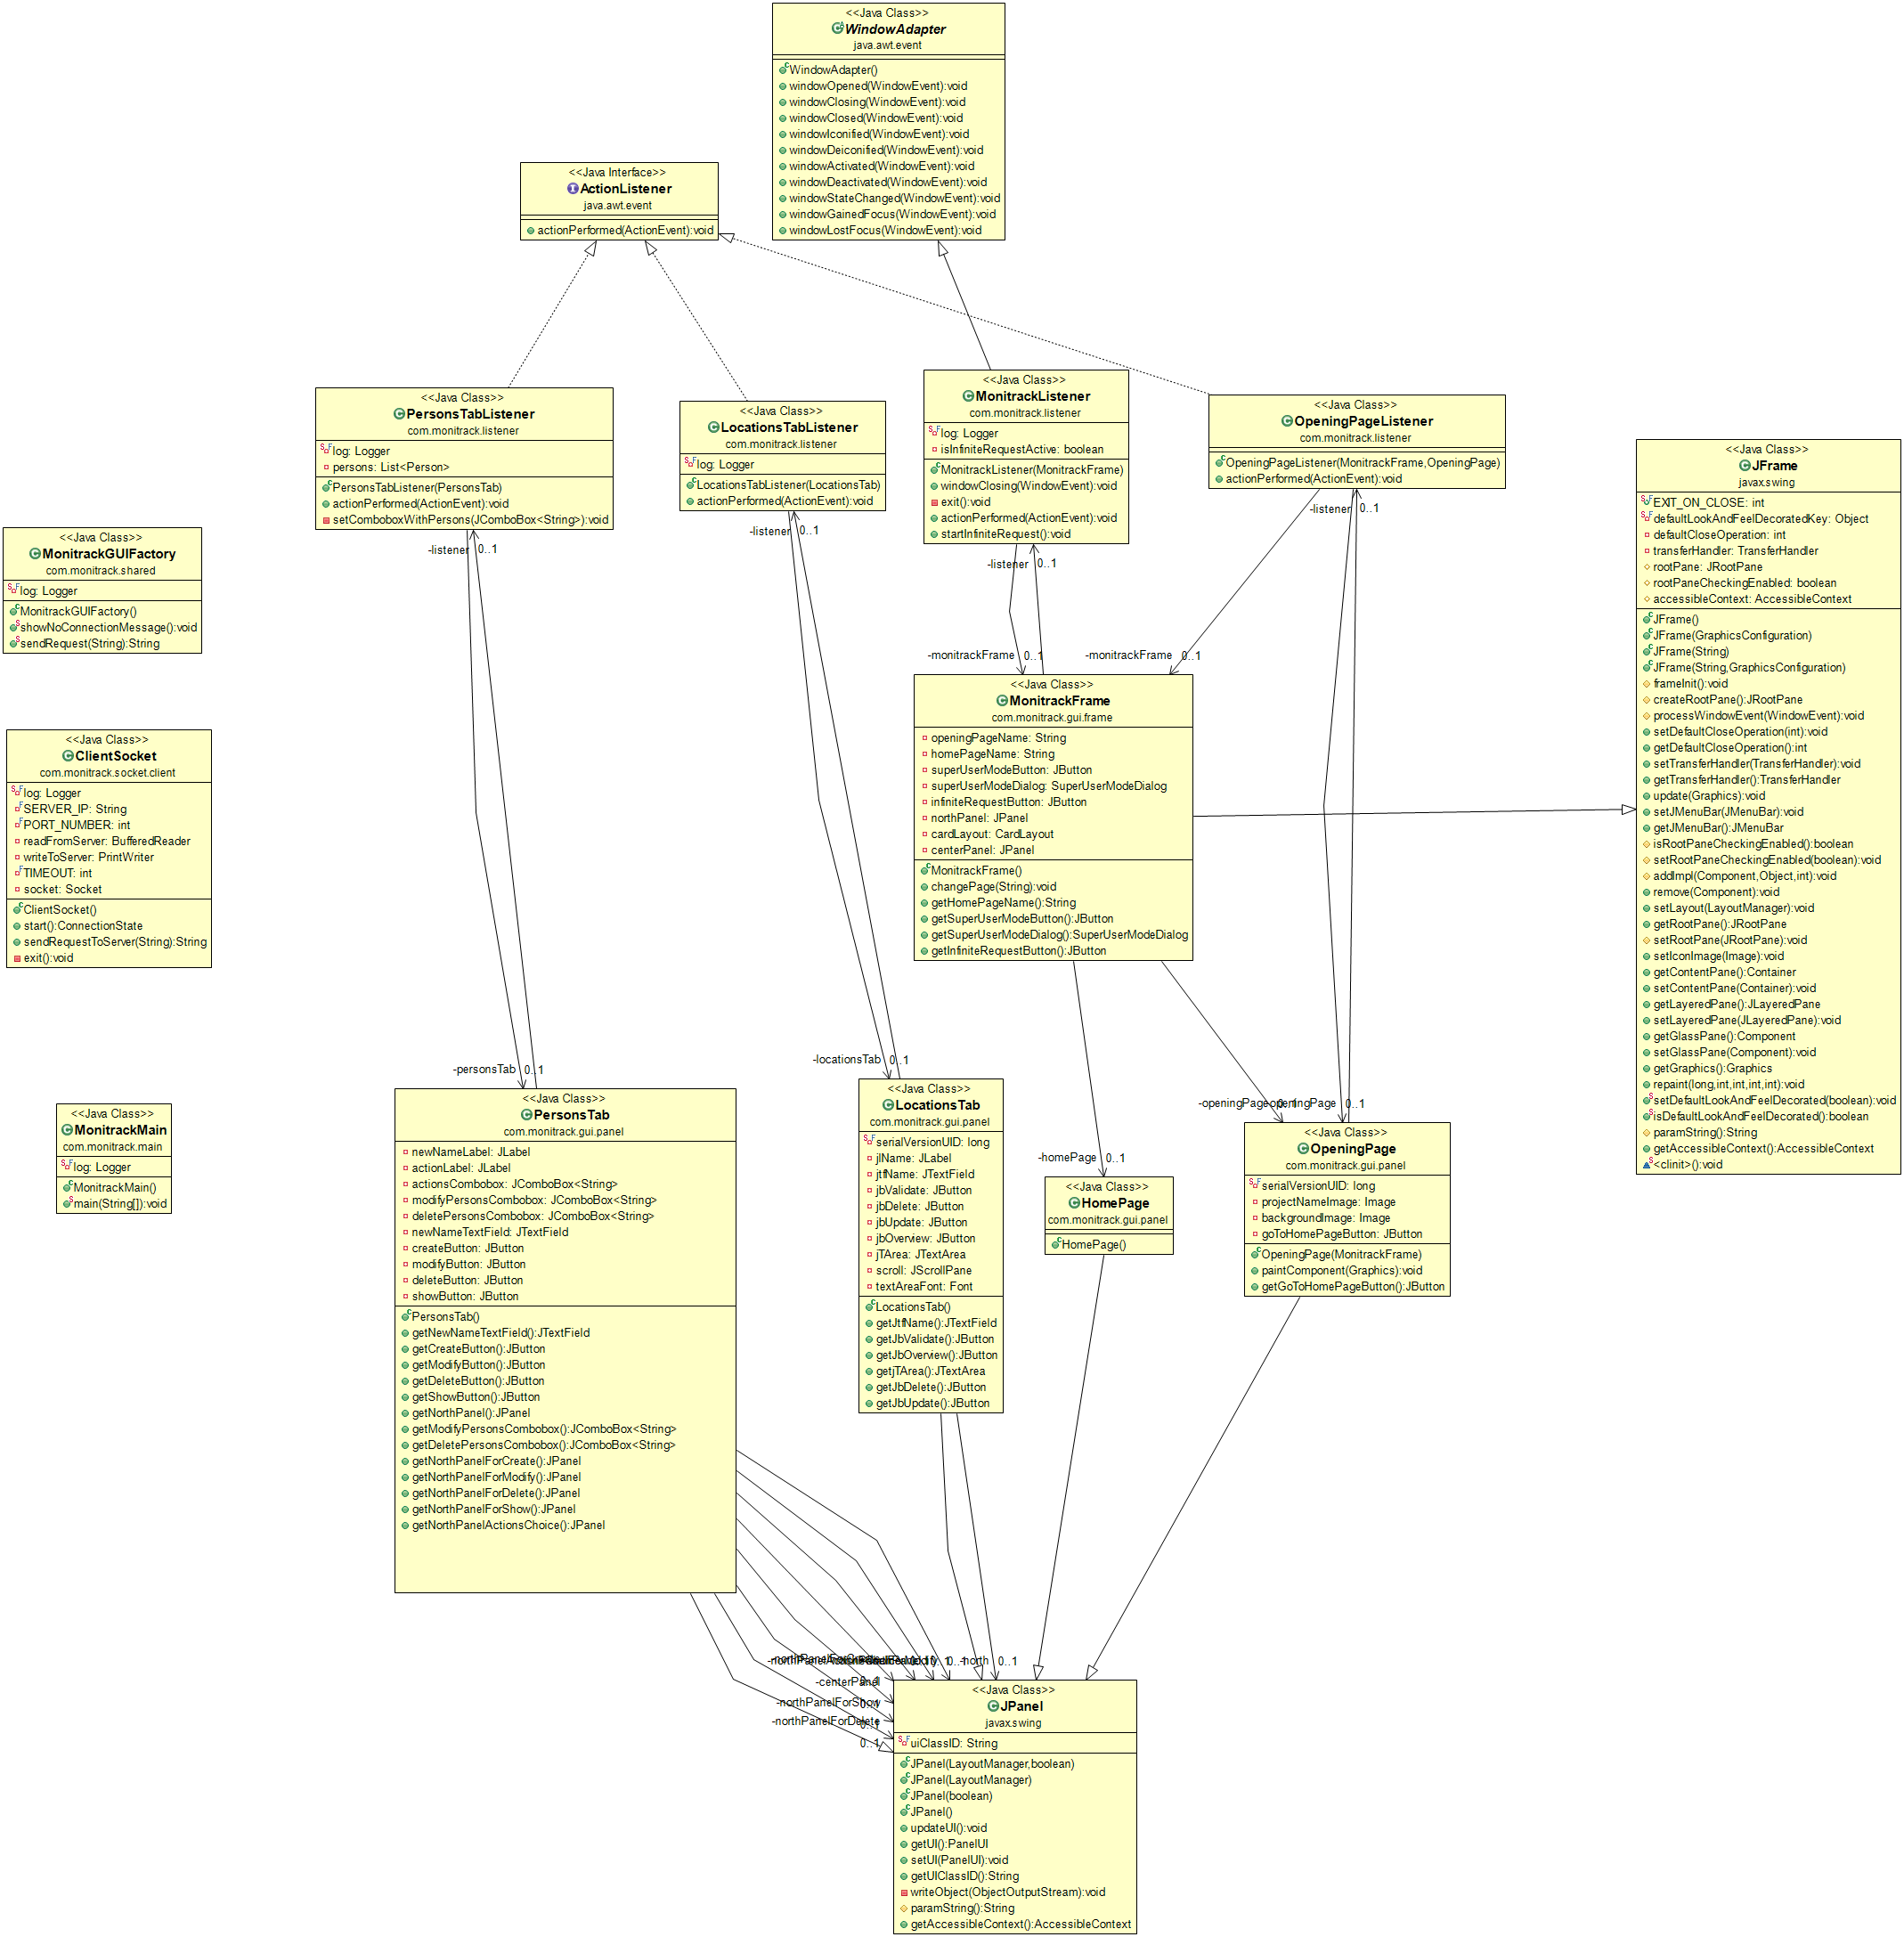 <<Java Class>>
WindowAdapter
java.awt.event
WindowAdapter()
windowOpened(WindowEvent):void
windowClosing(WindowEvent):void
windowClosed(WindowEvent):void
windowIconified(WindowEvent):void
windowDeiconified(WindowEvent):void
windowActivated(WindowEvent):void
windowDeactivated(WindowEvent):void
windowStateChanged(WindowEvent):void
windowGainedFocus(WindowEvent):void
windowLostFocus(WindowEvent):void
<<Java Interface>>
ActionListener
java.awt.event
actionPerformed(ActionEvent):void
<<Java Class>>
PersonsTabListener
com.monitrack.listener
log: Logger
persons: List<Person>
PersonsTabListener(PersonsTab)
actionPerformed(ActionEvent):void
setComboboxWithPersons(JComboBox<String>):void
<<Java Class>>
LocationsTabListener
com.monitrack.listener
log: Logger
LocationsTabListener(LocationsTab)
actionPerformed(ActionEvent):void
<<Java Class>>
MonitrackListener
com.monitrack.listener
log: Logger
isInfiniteRequestActive: boolean
MonitrackListener(MonitrackFrame)
windowClosing(WindowEvent):void
exit():void
actionPerformed(ActionEvent):void
startInfiniteRequest():void
<<Java Class>>
OpeningPageListener
com.monitrack.listener
OpeningPageListener(MonitrackFrame,OpeningPage)
actionPerformed(ActionEvent):void
<<Java Class>>
JFrame
javax.swing
EXIT_ON_CLOSE: int
defaultLookAndFeelDecoratedKey: Object
defaultCloseOperation: int
transferHandler: TransferHandler
rootPane: JRootPane
rootPaneCheckingEnabled: boolean
accessibleContext: AccessibleContext
JFrame()
JFrame(GraphicsConfiguration)
JFrame(String)
JFrame(String,GraphicsConfiguration)
frameInit():void
createRootPane():JRootPane
processWindowEvent(WindowEvent):void
setDefaultCloseOperation(int):void
getDefaultCloseOperation():int
setTransferHandler(TransferHandler):void
getTransferHandler():TransferHandler
update(Graphics):void
setJMenuBar(JMenuBar):void
getJMenuBar():JMenuBar
isRootPaneCheckingEnabled():boolean
setRootPaneCheckingEnabled(boolean):void
addImpl(Component,Object,int):void
remove(Component):void
setLayout(LayoutManager):void
getRootPane():JRootPane
setRootPane(JRootPane):void
setIconImage(Image):void
getContentPane():Container
setContentPane(Container):void
getLayeredPane():JLayeredPane
setLayeredPane(JLayeredPane):void
getGlassPane():Component
setGlassPane(Component):void
getGraphics():Graphics
repaint(long,int,int,int,int):void
setDefaultLookAndFeelDecorated(boolean):void
isDefaultLookAndFeelDecorated():boolean
paramString():String
getAccessibleContext():AccessibleContext
<clinit>():void
<<Java Class>>
MonitrackGUIFactory
com.monitrack.shared
log: Logger
MonitrackGUIFactory()
showNoConnectionMessage():void
sendRequest(String):String
-listener 0..1
-listener 0..1
-listener 0..1
-listener 0..1
-monitrackFrame 0..1
-monitrackFrame 0..1
<<Java Class>>
MonitrackFrame
com.monitrack.gui.frame
openingPageName: String
homePageName: String
superUserModeButton: JButton
superUserModeDialog: SuperUserModeDialog
infiniteRequestButton: JButton
northPanel: JPanel
cardLayout: CardLayout
centerPanel: JPanel
MonitrackFrame()
changePage(String):void
getHomePageName():String
getSuperUserModeButton():JButton
getSuperUserModeDialog():SuperUserModeDialog
getInfiniteRequestButton():JButton
<<Java Class>>
ClientSocket
com.monitrack.socket.client
log: Logger
SERVER_IP: String
PORT_NUMBER: int
readFromServer: BufferedReader
writeToServer: PrintWriter
TIMEOUT: int
socket: Socket
ClientSocket()
start():ConnectionState
sendRequestToServer(String):String
exit():void
<<Java Class>>
MonitrackMain
com.monitrack.main
log: Logger
MonitrackMain()
main(String[]):void
-personsTab 0..1
-locationsTab 0..1
-homePage 0..1
-openingPage 0..1
openingPage 0..1
<<Java Class>>
PersonsTab
com.monitrack.gui.panel
newNameLabel: JLabel
actionLabel: JLabel
actionsCombobox: JComboBox<String>
modifyPersonsCombobox: JComboBox<String>
deletePersonsCombobox: JComboBox<String>
newNameTextField: JTextField
createButton: JButton
modifyButton: JButton
deleteButton: JButton
showButton: JButton
PersonsTab()
getNewNameTextField():JTextField
getCreateButton():JButton
getModifyButton():JButton
getDeleteButton():JButton
getShowButton():JButton
getNorthPanel():JPanel
getModifyPersonsCombobox():JComboBox<String>
getDeletePersonsCombobox():JComboBox<String>
getNorthPanelForCreate():JPanel
getNorthPanelForModify():JPanel
getNorthPanelForDelete():JPanel
getNorthPanelForShow():JPanel
getNorthPanelActionsChoice():JPanel
<<Java Class>>
LocationsTab
com.monitrack.gui.panel
serialVersionUID: long
jlName: JLabel
jtfName: JTextField
jbValidate: JButton
jbDelete: JButton
jbUpdate: JButton
jbOverview: JButton
jTArea: JTextArea
scroll: JScrollPane
textAreaFont: Font
LocationsTab()
getJtfName():JTextField
getJbValidate():JButton
getJbOverview():JButton
getjTArea():JTextArea
getJbDelete():JButton
getJbUpdate():JButton
<<Java Class>>
HomePage
com.monitrack.gui.panel
HomePage()
<<Java Class>>
OpeningPage
com.monitrack.gui.panel
serialVersionUID: long
projectNameImage: Image
backgroundImage: Image
goToHomePageButton: JButton
OpeningPage(MonitrackFrame)
paintComponent(Graphics):void
getGoToHomePageButton():JButton
0..1 -north 0..1
-centerPanel 0..1
-northPanelForShow 0..1
-northPanelForDelete 0..1
0..1
<<Java Class>>
JPanel
javax.swing
uiClassID: String
JPanel(LayoutManager,boolean)
JPanel(LayoutManager)
JPanel(boolean)
JPanel()
updateUI():void
getUI():PanelUI
setUI(PanelUI):void
getUIClassID():String
writeObject(ObjectOutputStream):void
paramString():String
getAccessibleContext():AccessibleContext